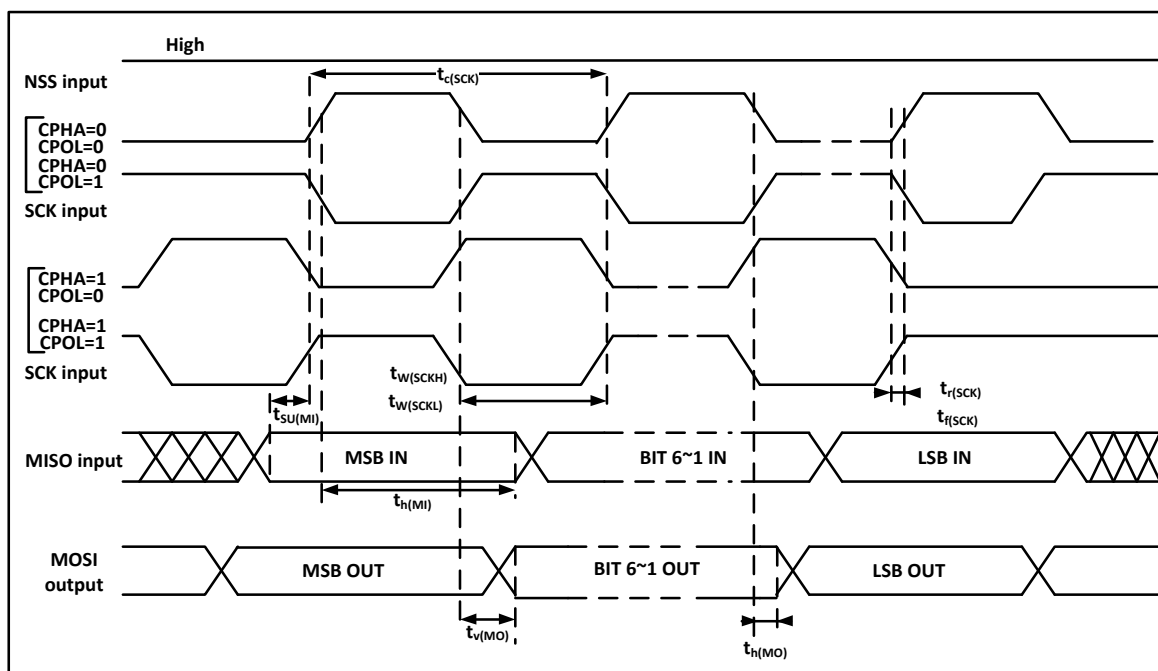 High
NSS input
tc(SCK)
CPHA=0
CPOL=0
CPHA=0
CPOL=1
SCK input
CPHA=1
CPOL=0
CPHA=1
CPOL=1
SCK input
tW(SCKH)
tW(SCKL)
tr(SCK)
tf(SCK)
tSU(MI)
MISO input
MSB IN
BIT 6~1 IN
LSB IN
th(MI)
MOSI
output
MSB OUT
BIT 6~1 OUT
LSB OUT
tv(MO)
th(MO)